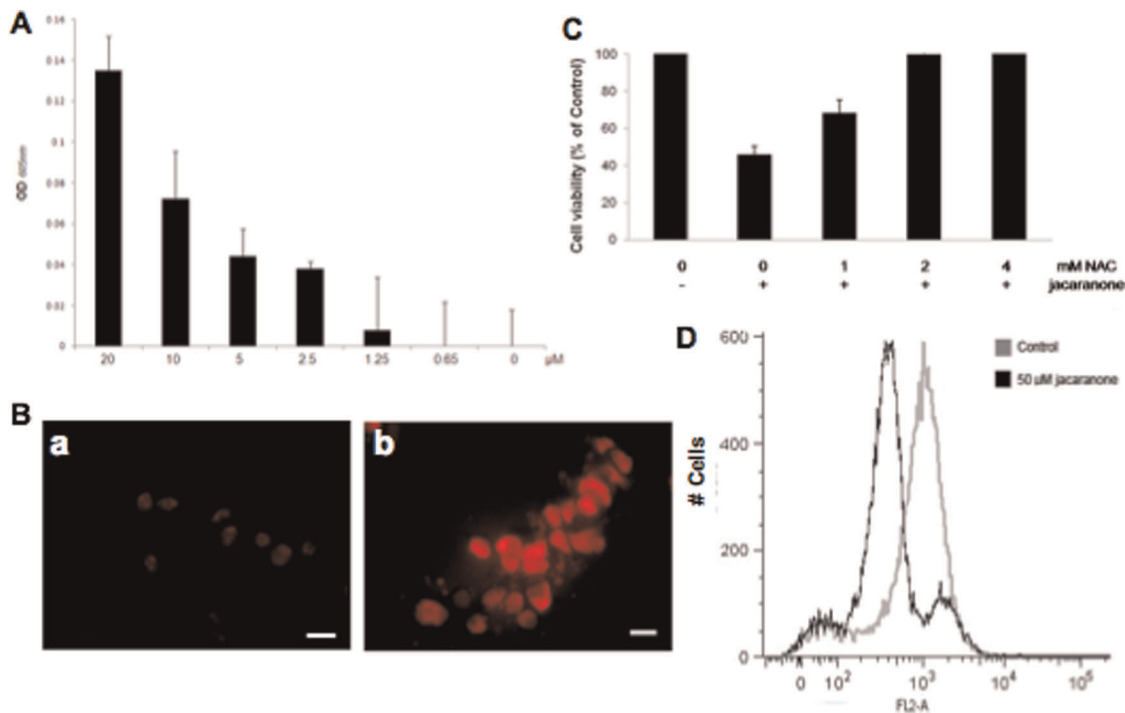 A
0.16
0.14
0.12
0.1
0.08
0.06
0.04
0.02
0
OD 605nm
20 10 5 2.5 1.25 0.65 0 µM
C
100
80
60
40
20
0
Cell viability (% of Control)
0 0 1 2 4 mM NAC
- + + + + jacaranone
B
a
b
D
600
400
200
0
# Cells
Control
50 µM jacaranone
0 10² 10³ 10⁴ 10⁵
FL2-A